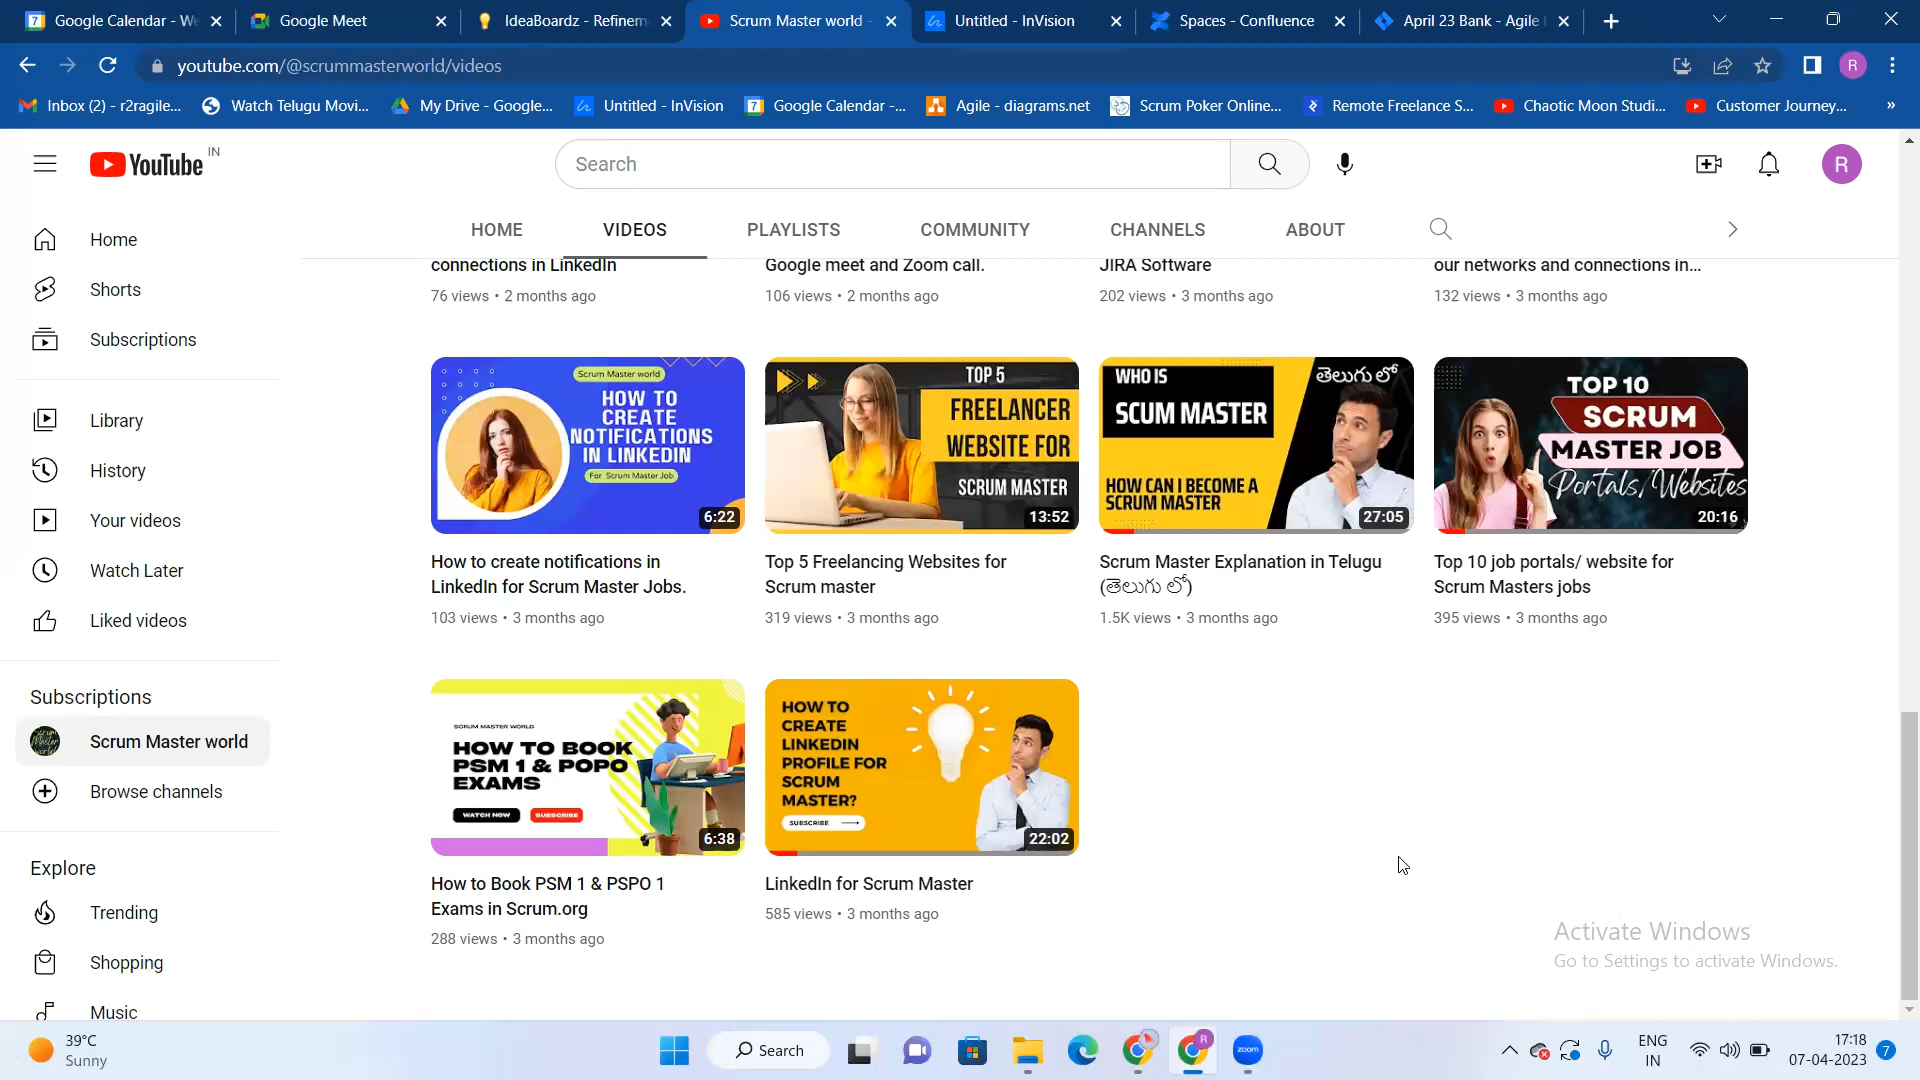 Google Calendar - We
Google Meet
IdeaBoardz - Refinem
Scrum Master world -
Untitled - InVision
Spaces - Confluence
April 23 Bank - Agile
youtube.com/@scrummasterworld/videos
R
Inbox (2) - r2ragile...
Watch Telugu Movi...
My Drive - Google...
Untitled - InVision
Google Calendar -...
Agile - diagrams.net
Scrum Poker Online...
Remote Freelance S...
Chaotic Moon Studi...
Customer Journey...
YouTube IN
Search
R
HOME
VIDEOS
PLAYLISTS
COMMUNITY
CHANNELS
ABOUT
Home
Shorts
Subscriptions
Library
History
Your videos
Watch Later
Liked videos
Subscriptions
Scrum Master world
Browse channels
Explore
Trending
Shopping
Music
connections in LinkedIn
76 views • 2 months ago
Google meet and Zoom call.
106 views • 2 months ago
JIRA Software
202 views • 3 months ago
our networks and connections in...
132 views • 3 months ago
Scrum Master world
HOW TO
CREATE
NOTIFICATIONS
IN LINKEDIN
For Scrum Master Job
6:22
How to create notifications in
LinkedIn for Scrum Master Jobs.
103 views • 3 months ago
TOP 5
FREELANCER
WEBSITE FOR
SCRUM MASTER
13:52
Top 5 Freelancing Websites for
Scrum master
319 views • 3 months ago
WHO IS
SCUM MASTER
తెలుగు లో
HOW CAN I BECOME A
SCRUM MASTER
27:05
Scrum Master Explanation in Telugu
(తెలుగు లో)
1.5K views • 3 months ago
TOP 10
SCRUM
MASTER JOB
Portals/Websites
20:16
Top 10 job portals/ website for
Scrum Masters jobs
395 views • 3 months ago
SCRUM MASTER WORLD
HOW TO BOOK
PSM 1 & POPO
EXAMS
WATCH NOW
SUBSCRIBE
6:38
How to Book PSM 1 & PSPO 1
Exams in Scrum.org
288 views • 3 months ago
HOW TO
CREATE
LINKEDIN
PROFILE FOR
SCRUM
MASTER?
SUBSCRIBE
22:02
LinkedIn for Scrum Master
585 views • 3 months ago
Activate Windows
Go to Settings to activate Windows.
39°C
Sunny
Search
zoom
ENG
IN
17:18
07-04-2023
7